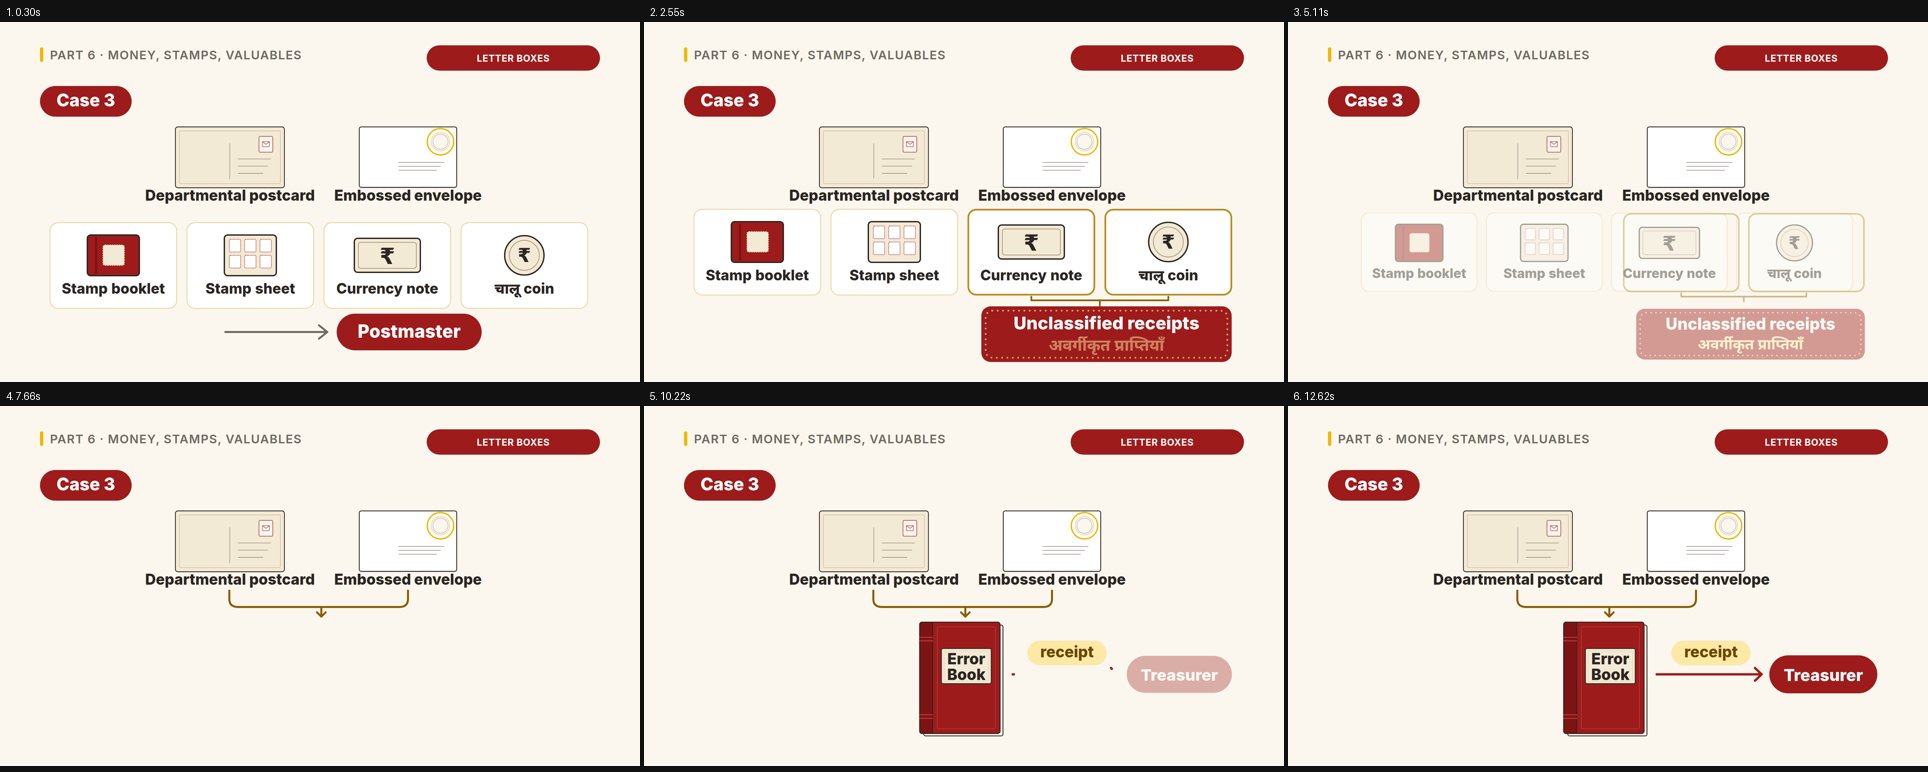 1. 0.30s
PART 6 · MONEY, STAMPS, VALUABLES
LETTER BOXES
Case 3
Departmental postcard
Embossed envelope
Stamp booklet
Stamp sheet
₹
Currency note
₹
चालू coin
Postmaster
2. 2.55s
PART 6 · MONEY, STAMPS, VALUABLES
LETTER BOXES
Case 3
Departmental postcard
Embossed envelope
Stamp booklet
Stamp sheet
₹
Currency note
₹
चालू coin
Unclassified receipts
अवर्गीकृत प्राप्तियाँ
3. 5.11s
PART 6 · MONEY, STAMPS, VALUABLES
LETTER BOXES
Case 3
Departmental postcard
Embossed envelope
Stamp booklet
Stamp sheet
₹
Currency note
₹
चालू coin
Unclassified receipts
अवर्गीकृत प्राप्तियाँ
4. 7.66s
PART 6 · MONEY, STAMPS, VALUABLES
LETTER BOXES
Case 3
Departmental postcard
Embossed envelope
5. 10.22s
PART 6 · MONEY, STAMPS, VALUABLES
LETTER BOXES
Case 3
Departmental postcard
Embossed envelope
Error
Book
receipt
Treasurer
6. 12.62s
PART 6 · MONEY, STAMPS, VALUABLES
LETTER BOXES
Case 3
Departmental postcard
Embossed envelope
Error
Book
receipt
Treasurer